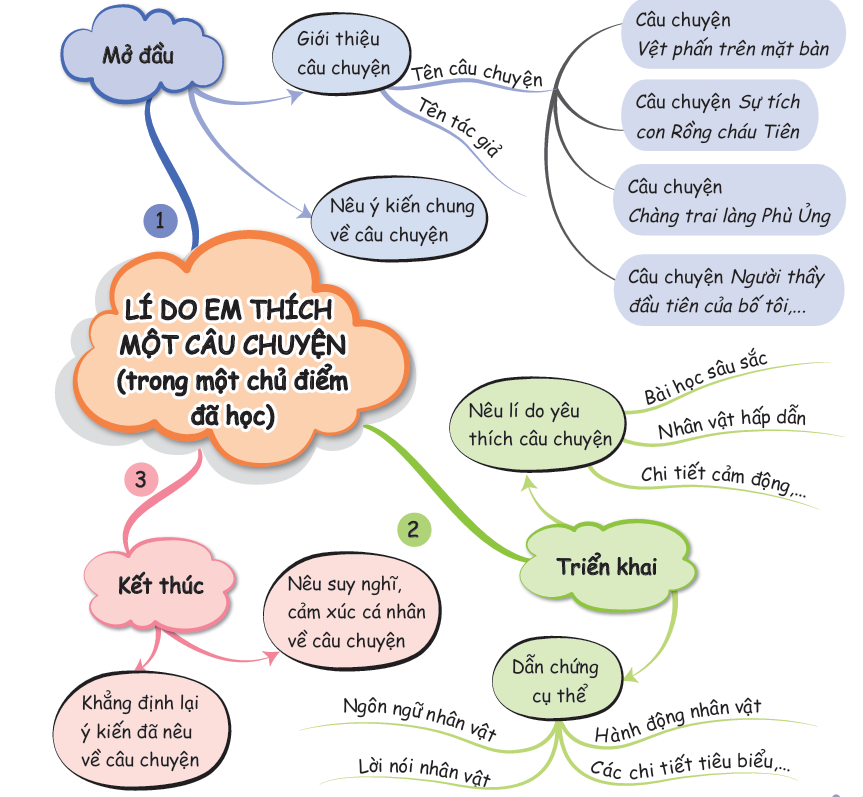 LÍ DO EM THÍCH
MỘT CÂU CHUYỆN
(trong một chủ điểm
đã học)
1
Mở đầu
Giới thiệu
câu chuyện
Tên câu chuyện
Câu chuyện
Vệt phấn trên mặt bàn
Câu chuyện Sự tích
con Rồng cháu Tiên
Câu chuyện
Chàng trai làng Phù Ủng
Câu chuyện Người thầy
đầu tiên của bố tôi,...
Tên tác giả
Nêu ý kiến chung
về câu chuyện
2
Triển khai
Nêu lí do yêu
thích câu chuyện
Bài học sâu sắc
Nhân vật hấp dẫn
Chi tiết cảm động,...
Dẫn chứng
cụ thể
Ngôn ngữ nhân vật
Lời nói nhân vật
Hành động nhân vật
Các chi tiết tiêu biểu,...
3
Kết thúc
Nêu suy nghĩ,
cảm xúc cá nhân
về câu chuyện
Khẳng định lại
ý kiến đã nêu
về câu chuyện